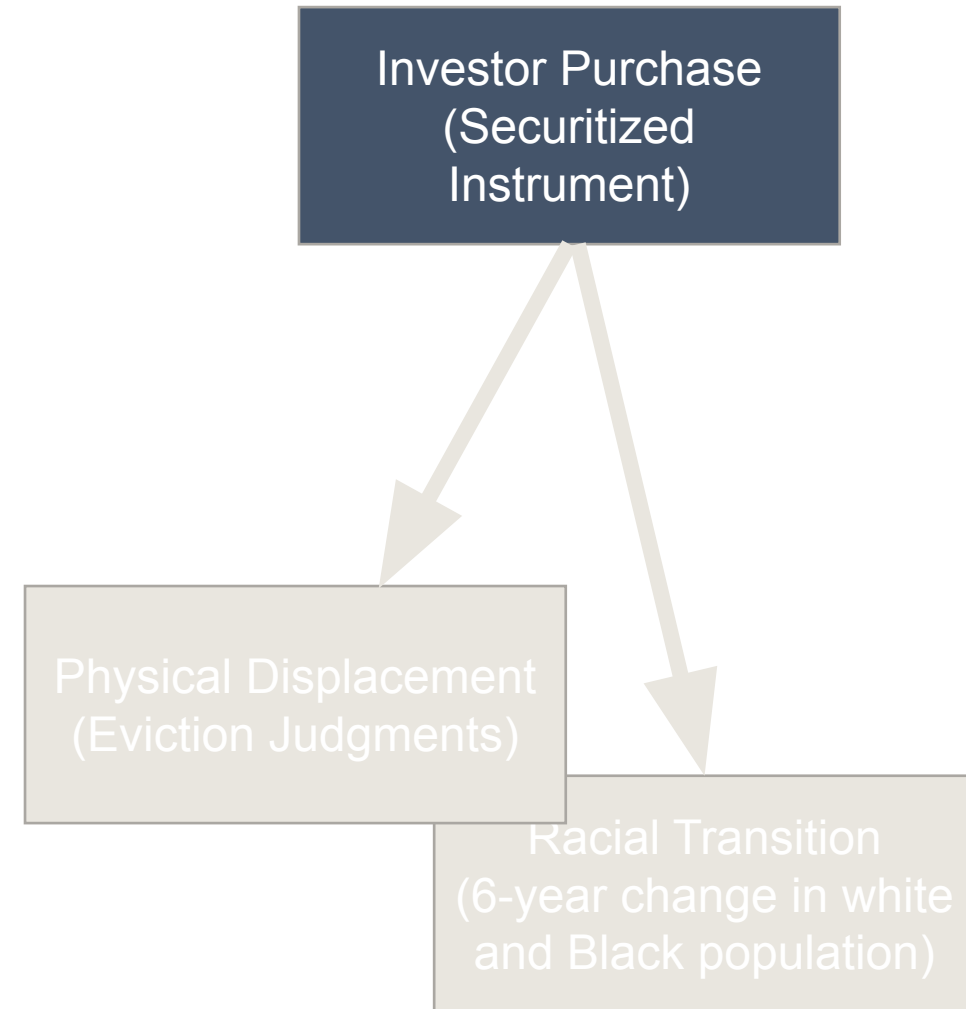 Investor Purchase
(Securitized
Instrument)
Physical Displacement
(Eviction Judgments)
Racial Transition
(6-year change in white
and Black population)